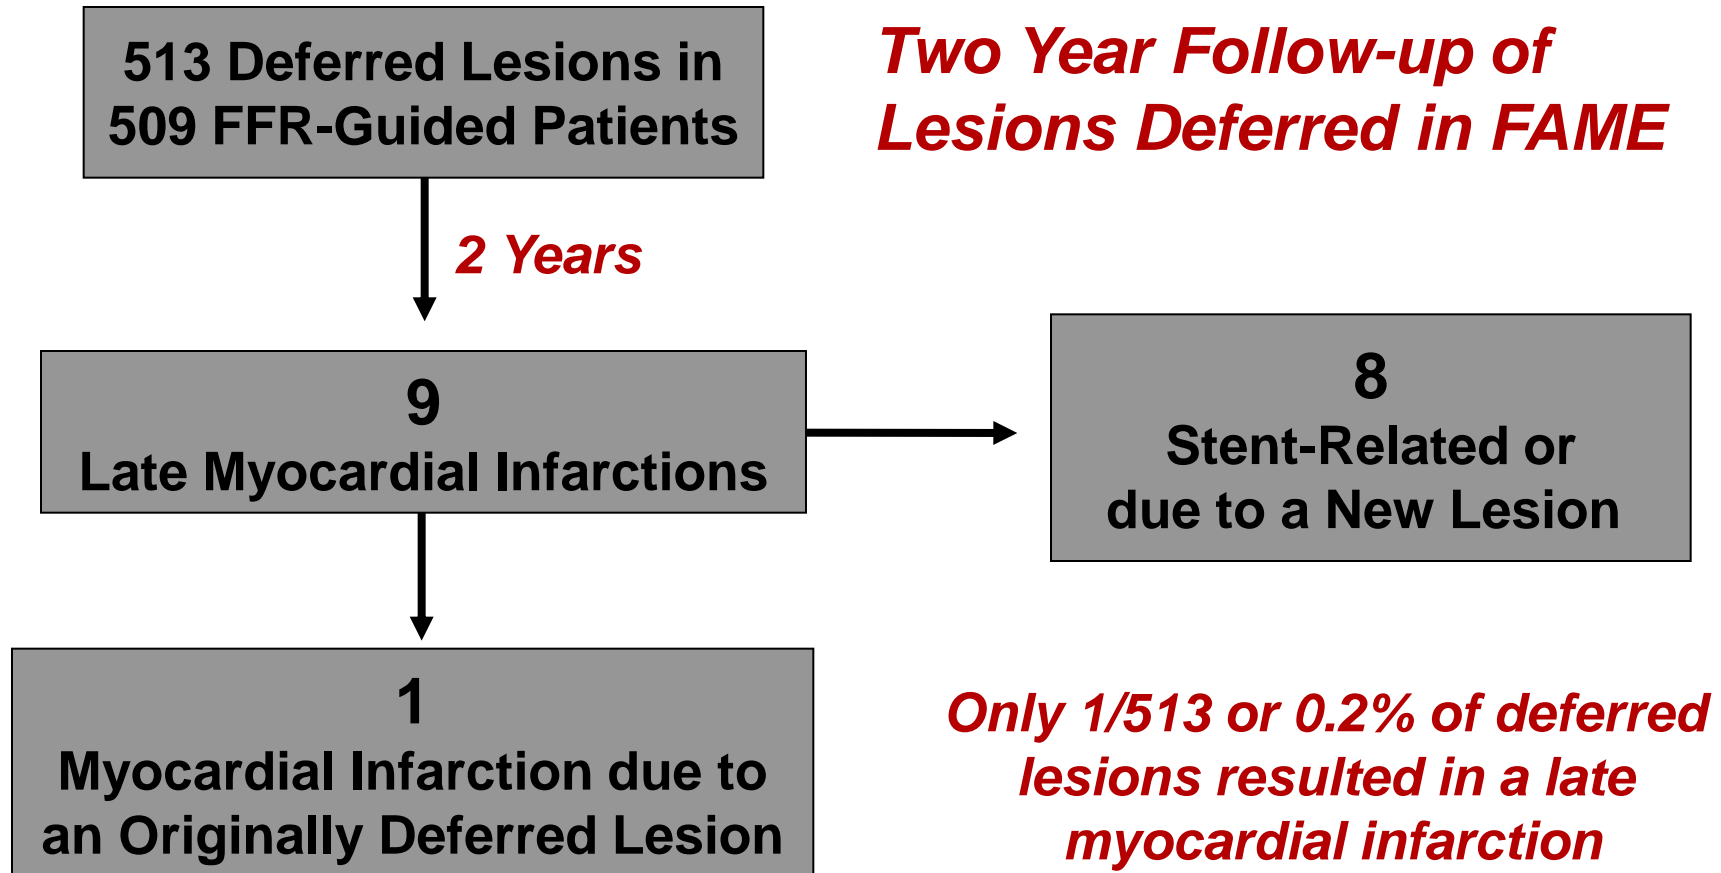 513 Deferred Lesions in
509 FFR-Guided Patients
Two Year Follow-up of
Lesions Deferred in FAME
2 Years
9
Late Myocardial Infarctions
8
Stent-Related or
due to a New Lesion
1
Myocardial Infarction due to
an Originally Deferred Lesion
Only 1/513 or 0.2% of deferred
lesions resulted in a late
myocardial infarction